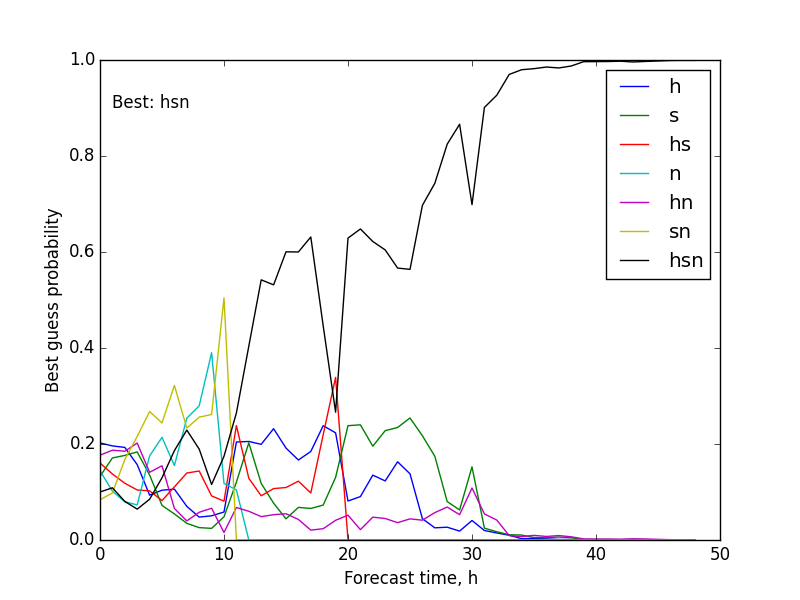 1.0
0.8
0.6
0.4
0.2
0.0
Best guess probability
Best: hsn
h
s
hs
n
hn
sn
hsn
0 10 20 30 40 50
Forecast time, h